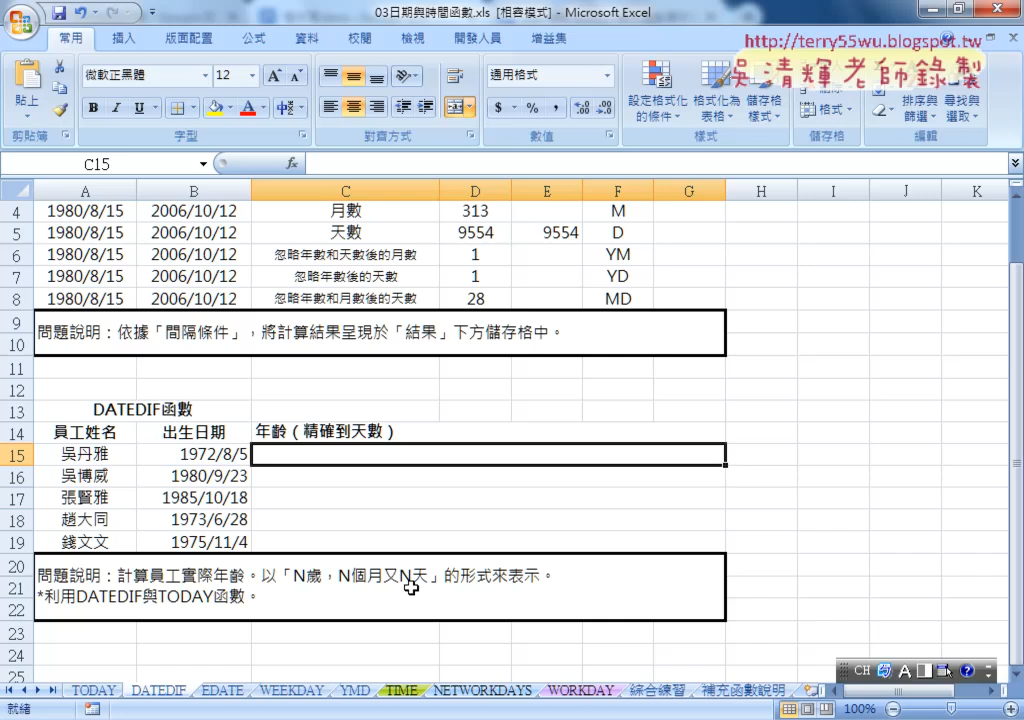 03日期與時間函數.xls [相容模式] - Microsoft Excel
常用 插入 版面配置 公式 資料 校閱 檢視 開發人員 增益集
http://terry55wu.blogspot.tw
吳清輝老師錄製
貼上
微軟正黑體 12
通用格式
B I U
$ % ,
設定格式化的條件
格式化為表格
儲存格樣式
格式
排序與篩選
尋找與選取
剪貼簿 字型 對齊方式 數值 樣式 儲存格 編輯
C15 fx
A B C D E F G H I J K
4 1980/8/15 2006/10/12 月數 313 M
5 1980/8/15 2006/10/12 天數 9554 9554 D
6 1980/8/15 2006/10/12 忽略年數和天數後的月數 1 YM
7 1980/8/15 2006/10/12 忽略年數後的天數 1 YD
8 1980/8/15 2006/10/12 忽略年數和月數後的天數 28 MD
9 問題說明：依據「間隔條件」，將計算結果呈現於「結果」下方儲存格中。
10
11
12
13 DATEDIF函數
14 員工姓名 出生日期 年齡（精確到天數）
15 吳丹雅 1972/8/5
16 吳博威 1980/9/23
17 張賢雅 1985/10/18
18 趙大同 1973/6/28
19 錢文文 1975/11/4
20 問題說明：計算員工實際年齡。以「N歲，N個月又N天」的形式來表示。
21 *利用DATEDIF與TODAY函數。
22
23
24
25
CH A
TODAY DATEDIF EDATE WEEKDAY YMD TIME NETWORKDAYS WORKDAY 綜合練習 補充函數說明
就緒 100%